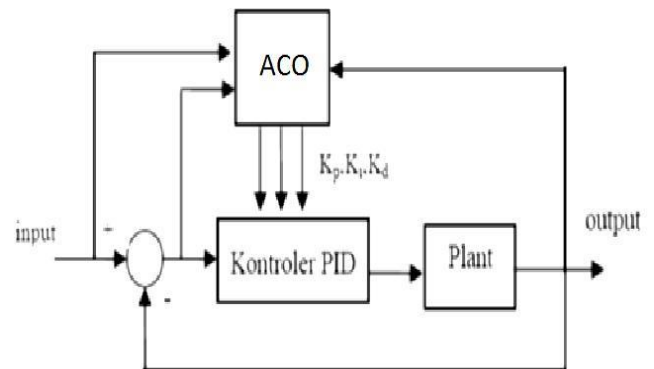 ACO
Kp.Ki.Kd
input
+
-
Kontroler PID
Plant
output